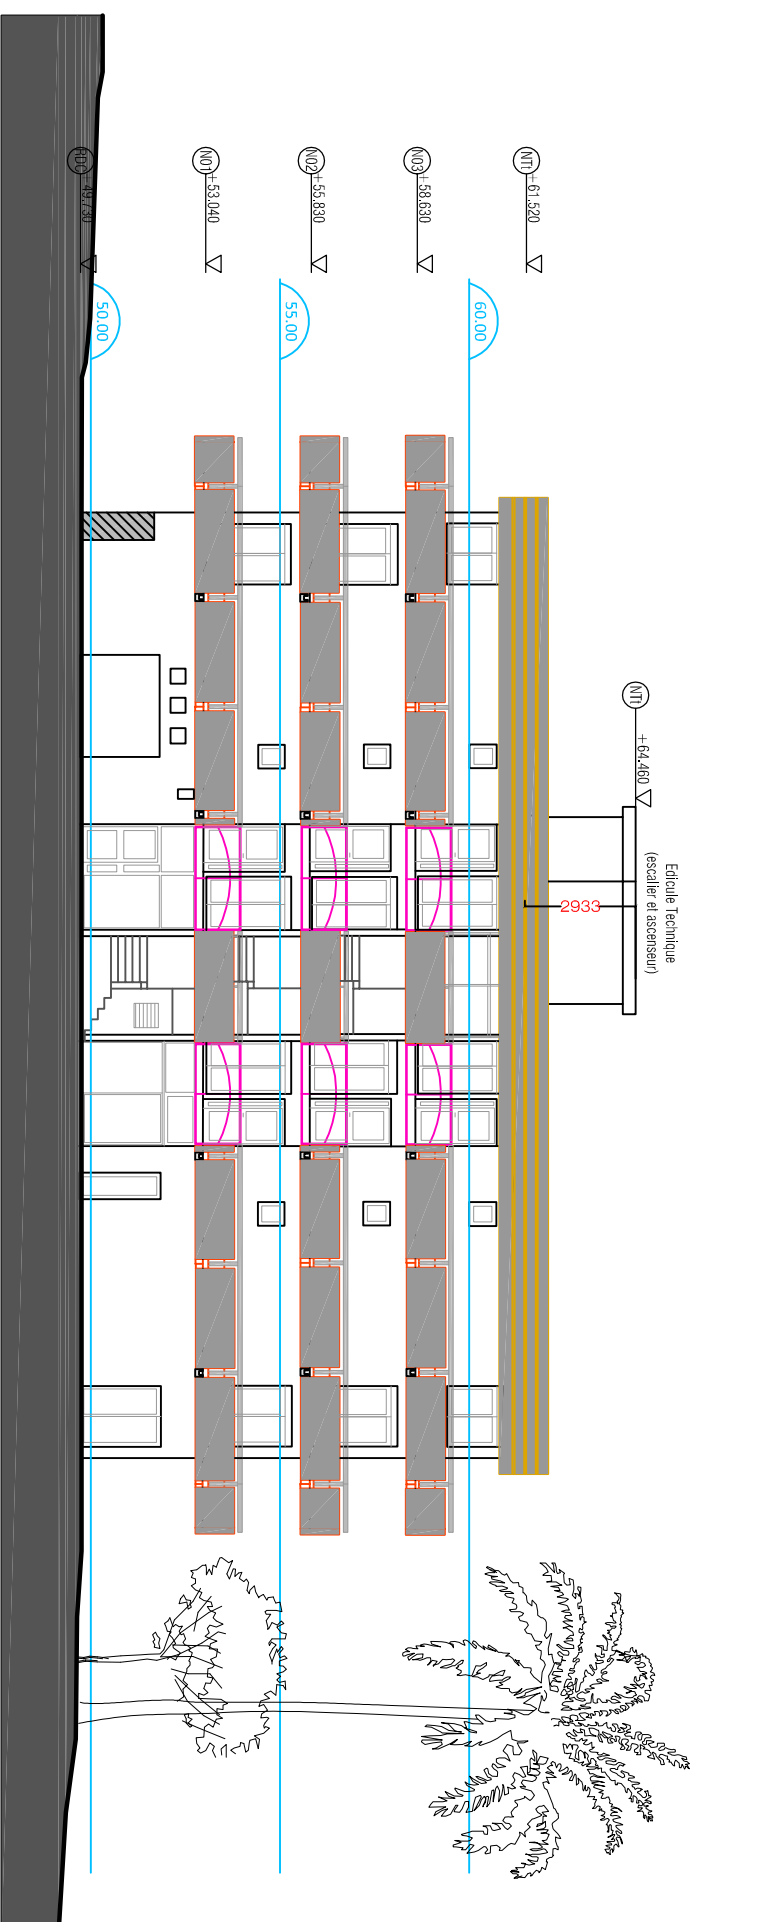 NTt +64.460
Edicule Technique
(escalier et ascenseur)
2933
NTt +61.520
N03 +58.630
N02 +55.830
N01 +53.040
RDC +49.730
60.00
55.00
50.00